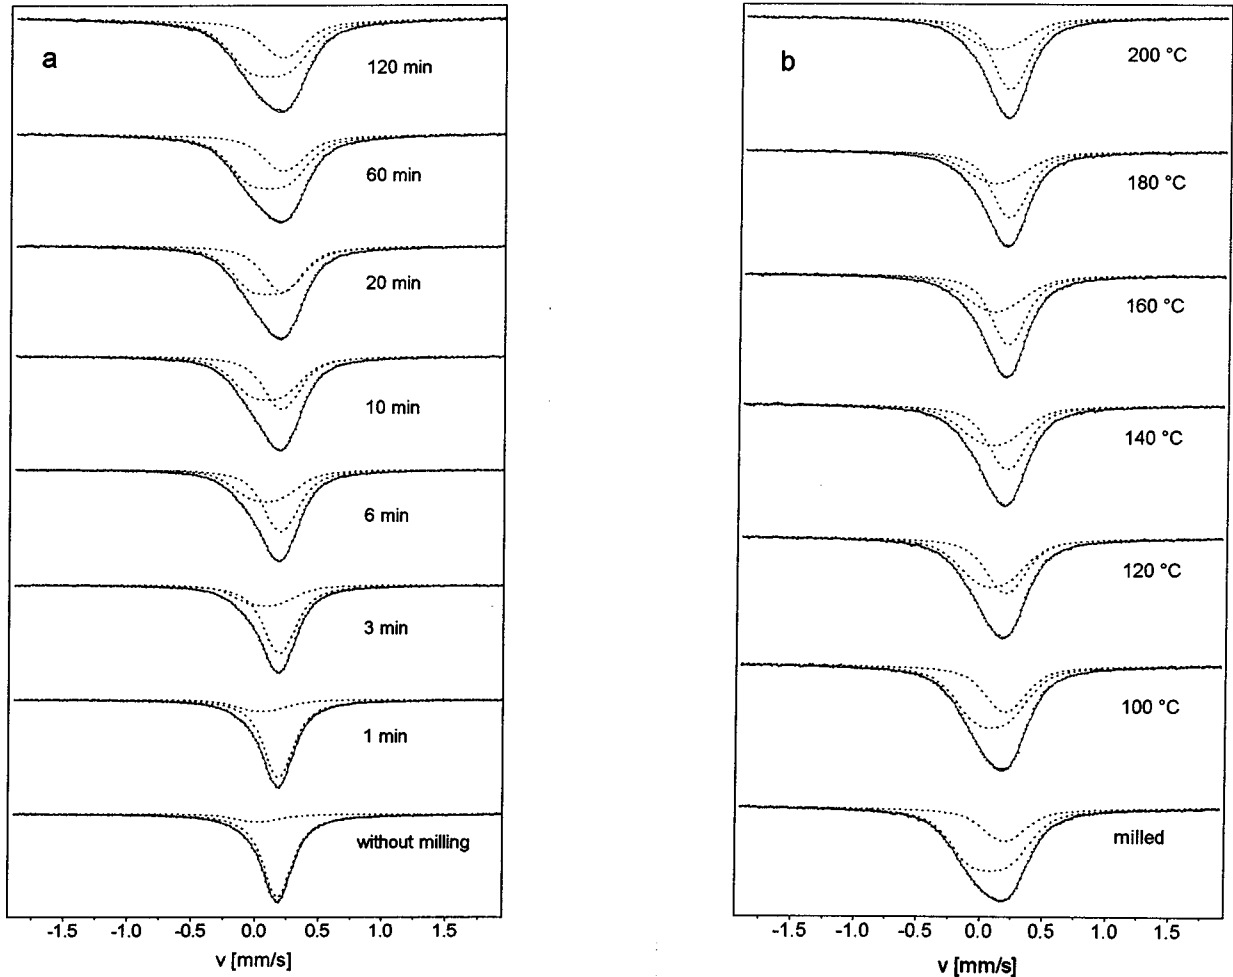 a
120 min
60 min
20 min
10 min
6 min
3 min
1 min
without milling
-1.5 -1.0 -0.5 0.0 0.5 1.0 1.5
v [mm/s]
b
200 °C
180 °C
160 °C
140 °C
120 °C
100 °C
milled
-1.5 -1.0 -0.5 0.0 0.5 1.0 1.5
v [mm/s]